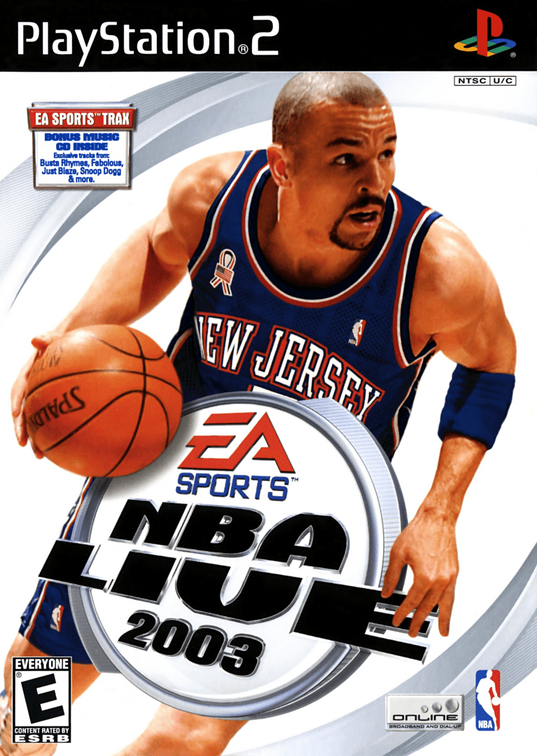 PlayStation®2
NTSC U/C
EA SPORTS™ TRAX
BONUS MUSIC
CD INSIDE
Exclusive tracks from:
Busta Rhymes, Fabolous,
Just Blaze, Snoop Dogg
& more.
NBA
NEW JERSEY
SPALDING
EA
SPORTS™
NBA
LIVE
2003
EVERYONE
E
CONTENT RATED BY
ESRB
ONLINE
BROADBAND AND DIAL-UP
NBA